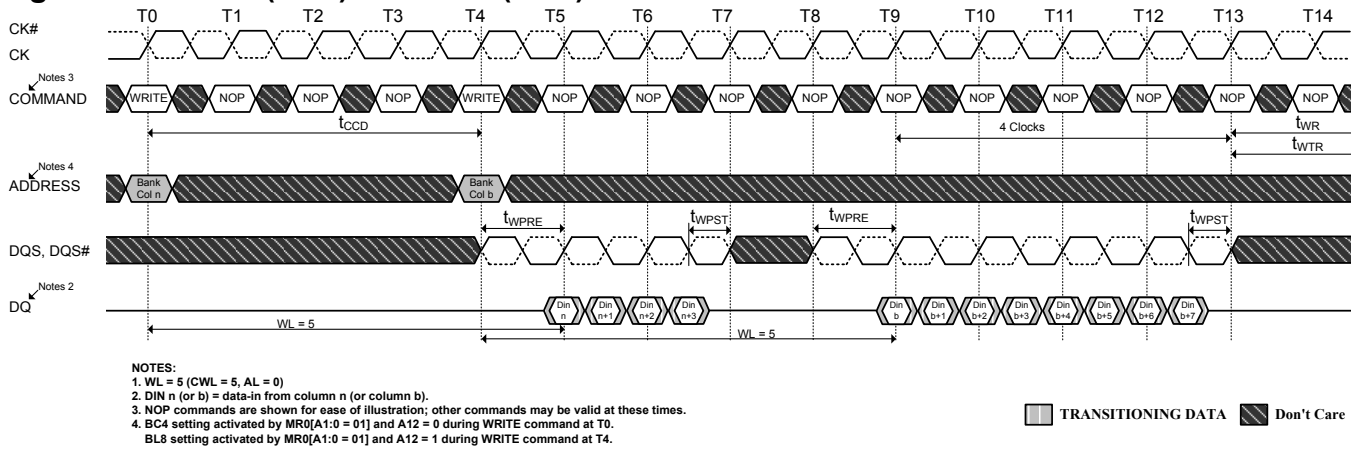 T0 T1 T2 T3 T4 T5 T6 T7 T8 T9 T10 T11 T12 T13 T14
CK#
CK
Notes 3
COMMAND WRITE NOP NOP NOP WRITE NOP NOP NOP NOP NOP NOP NOP NOP NOP NOP
tCCD 4 Clocks tWR
tWTR
Notes 4
ADDRESS
Bank
Col n
Bank
Col b
tWPRE tWPST tWPRE tWPST
DQS, DQS#
Notes 2
DQ
Din
n
Din
n+1
Din
n+2
Din
n+3
Din
b
Din
b+1
Din
b+2
Din
b+3
Din
b+4
Din
b+5
Din
b+6
Din
b+7
WL = 5 WL = 5
NOTES:
1. WL = 5 (CWL = 5, AL = 0)
2. DIN n (or b) = data-in from column n (or column b).
3. NOP commands are shown for ease of illustration; other commands may be valid at these times.
4. BC4 setting activated by MR0[A1:0 = 01] and A12 = 0 during WRITE command at T0.
BL8 setting activated by MR0[A1:0 = 01] and A12 = 1 during WRITE command at T4.
TRANSITIONING DATA Don't Care